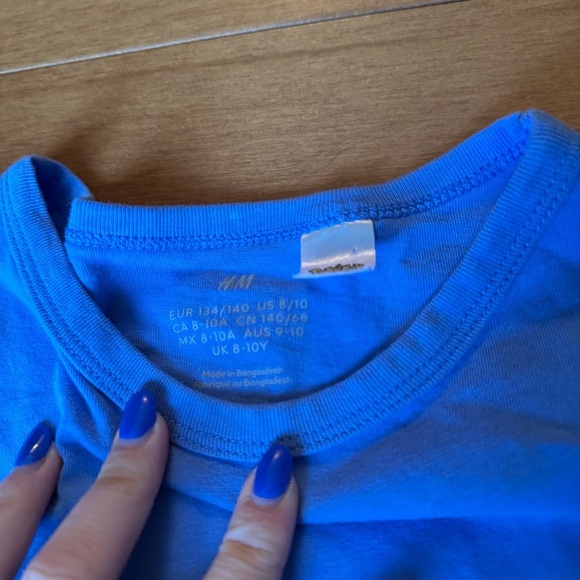 H&M
EUR 134/140 US 8/10
CA 8-10A CN 140/68
MX 8-10A AUS 9-10
UK 8-10Y
Made in Bangladesh
Fabriqué au Bangladesh